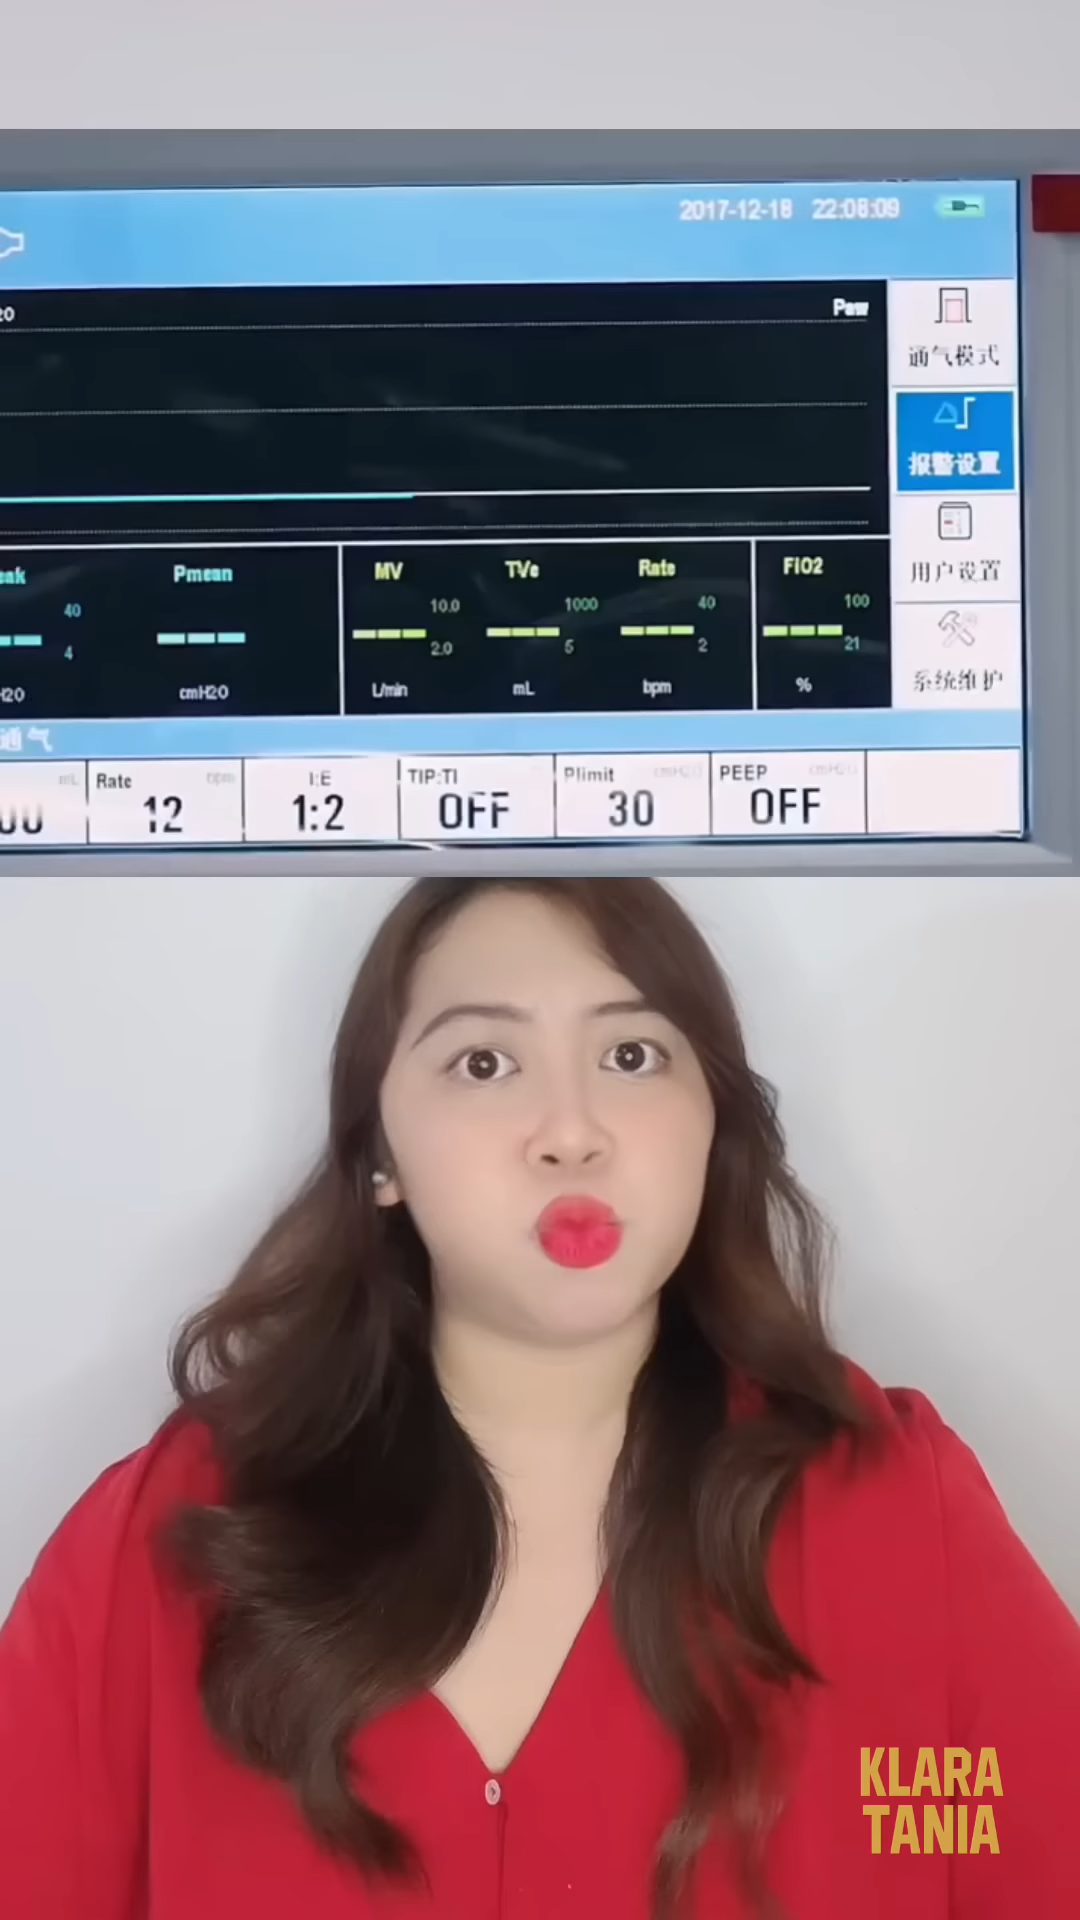 2017-12-18 22:08:09
Paw
通气模式
报警设置
用户设置
系统维护
Pmean
MV
TVe
Rate
FiO2
40
10.0
1000
40
100
4
2.0
5
2
21
cmH2O
L/min
mL
bpm
%
通气
mL
Rate bpm
I:E
TIP:TI
Plimit cmH2O
PEEP cmH2O
12
1:2
OFF
30
OFF
KLARA
TANIA